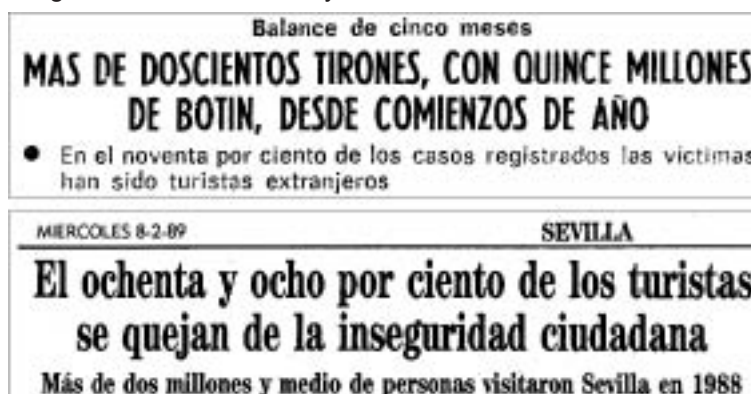 Balance de cinco meses
MAS DE DOSCIENTOS TIRONES, CON QUINCE MILLONES
DE BOTIN, DESDE COMIENZOS DE AÑO
● En el noventa por ciento de los casos registrados las victimas
han sido turistas extranjeros
MIERCOLES 8-2-89 SEVILLA
El ochenta y ocho por ciento de los turistas
se quejan de la inseguridad ciudadana
Más de dos millones y medio de personas visitaron Sevilla en 1988